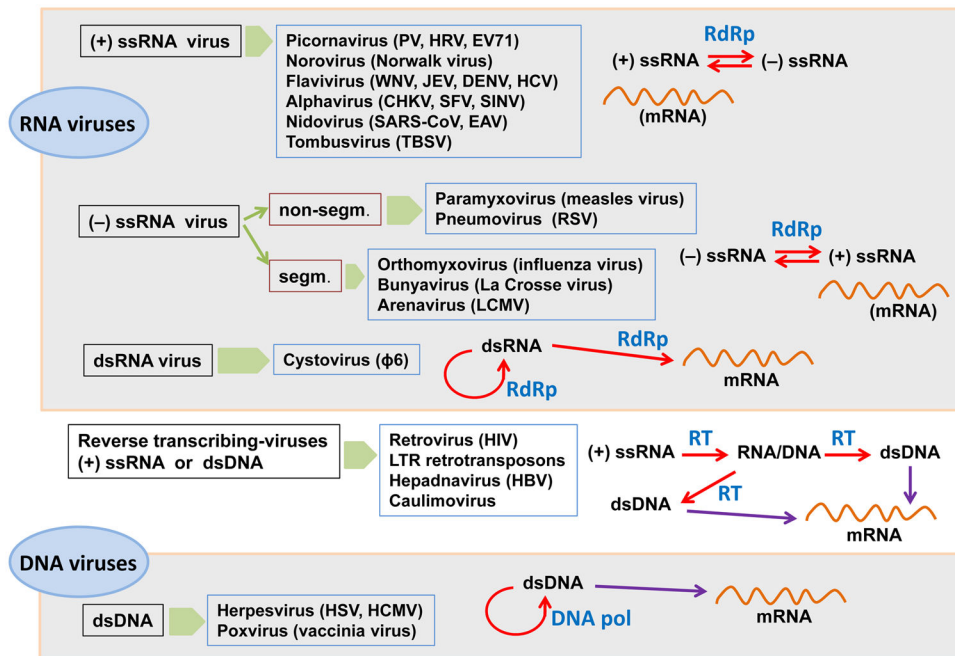 RNA viruses
(+) ssRNA virus
Picornavirus (PV, HRV, EV71)
Norovirus (Norwalk virus)
Flavivirus (WNV, JEV, DENV, HCV)
Alphavirus (CHKV, SFV, SINV)
Nidovirus (SARS-CoV, EAV)
Tombusvirus (TBSV)
RdRp
(+) ssRNA (–) ssRNA
(mRNA)
(–) ssRNA virus
non-segm.
Paramyxovirus (measles virus)
Pneumovirus (RSV)
segm.
Orthomyxovirus (influenza virus)
Bunyavirus (La Crosse virus)
Arenavirus (LCMV)
RdRp
(–) ssRNA (+) ssRNA
(mRNA)
dsRNA virus
Cystovirus (ф6)
dsRNA
RdRp
RdRp
mRNA
Reverse transcribing-viruses
(+) ssRNA or dsDNA
Retrovirus (HIV)
LTR retrotransposons
Hepadnavirus (HBV)
Caulimovirus
(+) ssRNA RT RNA/DNA RT dsDNA
RT
dsDNA
mRNA
DNA viruses
dsDNA
Herpesvirus (HSV, HCMV)
Poxvirus (vaccinia virus)
dsDNA
DNA pol
mRNA